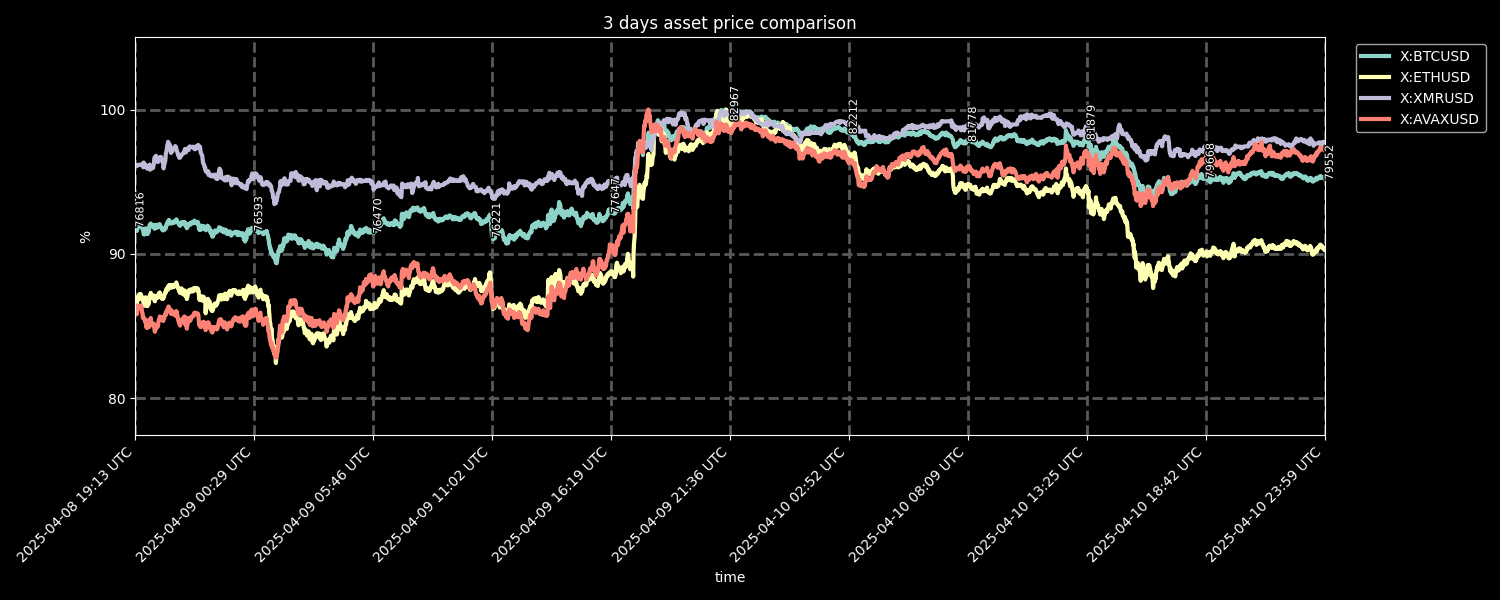 3 days asset price comparison
X:BTCUSD
X:ETHUSD
X:XMRUSD
X:AVAXUSD
100
90
80
%
76816
76593
76470
76221
77647
82967
82212
81778
81879
79668
79552
2025-04-08 19:13 UTC
2025-04-09 00:29 UTC
2025-04-09 05:46 UTC
2025-04-09 11:02 UTC
2025-04-09 16:19 UTC
2025-04-09 21:36 UTC
2025-04-10 02:52 UTC
2025-04-10 08:09 UTC
2025-04-10 13:25 UTC
2025-04-10 18:42 UTC
2025-04-10 23:59 UTC
time